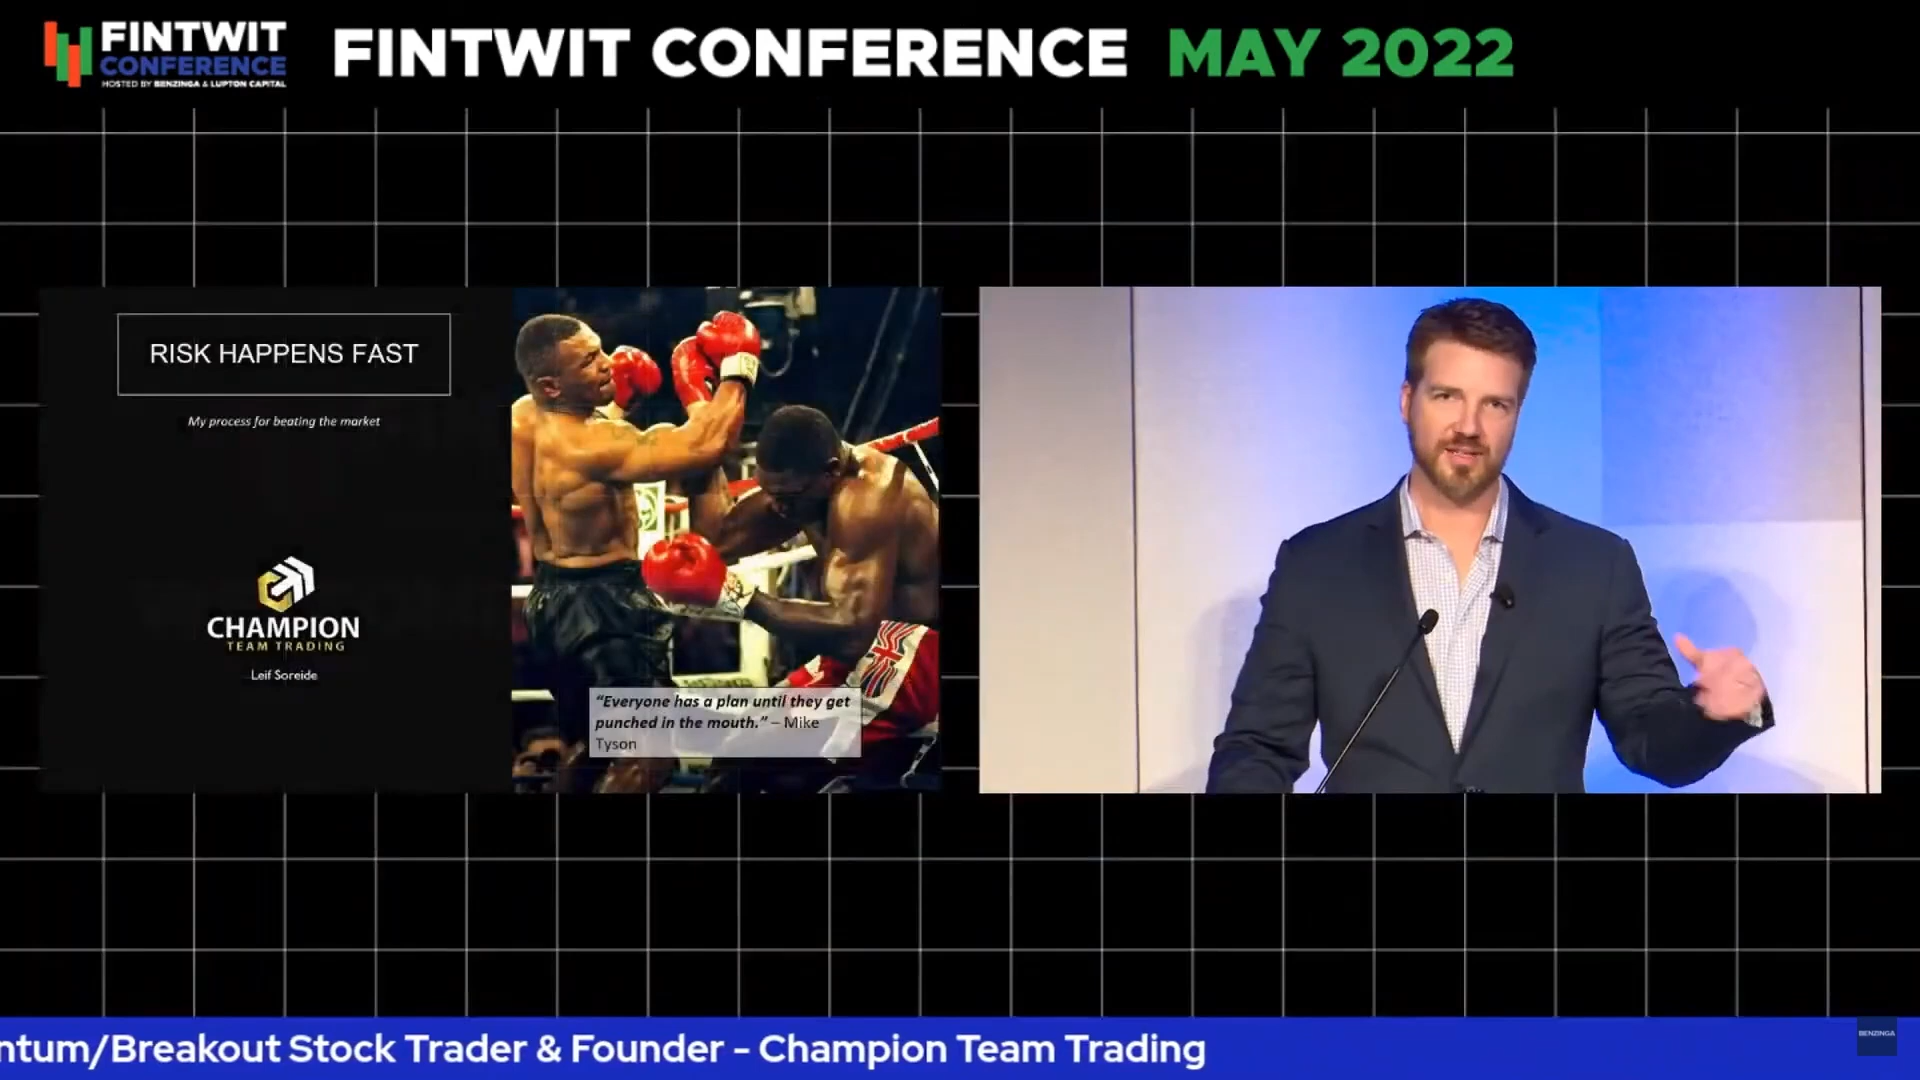 FINTWIT
CONFERENCE
HOSTED BY BENZINGA & LUPTON CAPITAL
FINTWIT CONFERENCE MAY 2022
RISK HAPPENS FAST
My process for beating the market
CHAMPION
TEAM TRADING
Leif Soreide
“Everyone has a plan until they get
punched in the mouth.” – Mike
Tyson
ntum/Breakout Stock Trader & Founder - Champion Team Trading
BENZINGA